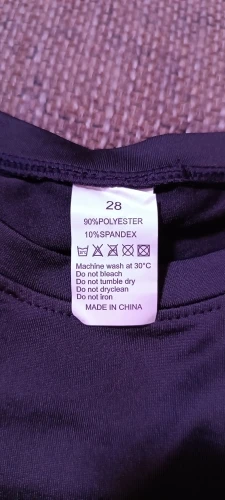 28
90%POLYESTER
10%SPANDEX
Machine wash at 30°C
Do not bleach
Do not tumble dry
Do not dryclean
Do not iron
MADE IN CHINA